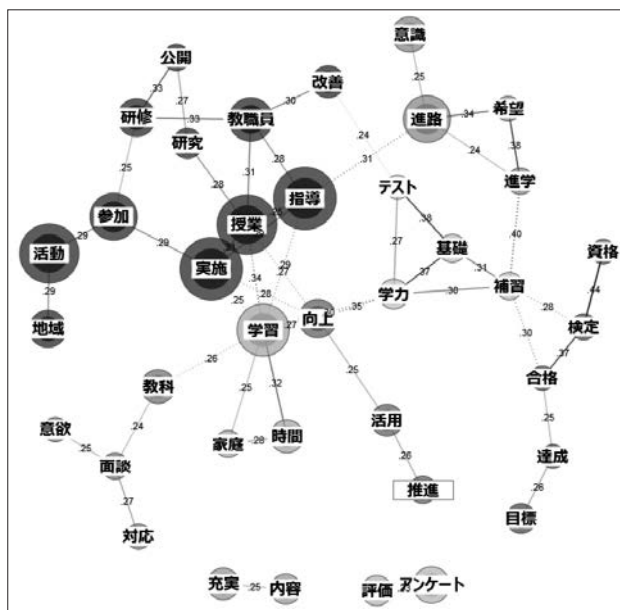 意識
公開
改善
.25
.33
.27
.30
希望
研修
.33
教職員
進路
.34
研究
.24
.38
.31
.28
.31
.24
テスト
進学
.25
.28
指導
参加
授業
.38
.40
活動
.29
.29
実施
.27
基礎
資格
.37
.31
.44
.29
.34
.29
.27
学力
.30
補習
.28
地域
.25
.28
.35
検定
学習
.27
向上
.30
.37
.26
合格
教科
.25
.32
.25
.25
意欲
.24
家庭
.28
時間
活用
達成
.25
面談
.26
.26
推進
目標
.27
対応
充実
.25
内容
評価
アンケート